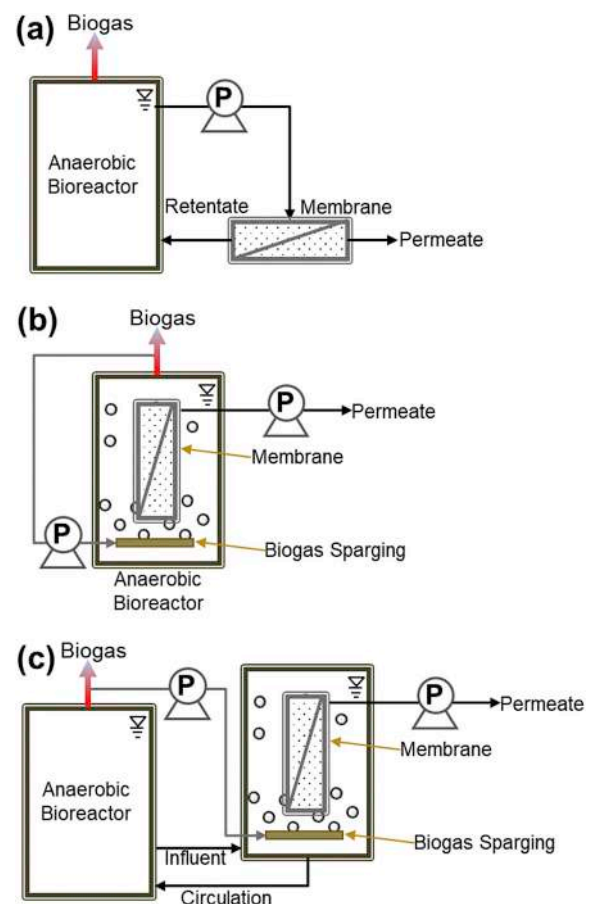 (a)
Biogas
P
Anaerobic
Bioreactor
Retentate
Membrane
Permeate
(b)
Biogas
P
Permeate
Membrane
P
Biogas Sparging
Anaerobic
Bioreactor
(c)
Biogas
P
P
Permeate
Membrane
Anaerobic
Bioreactor
Biogas Sparging
Influent
Circulation